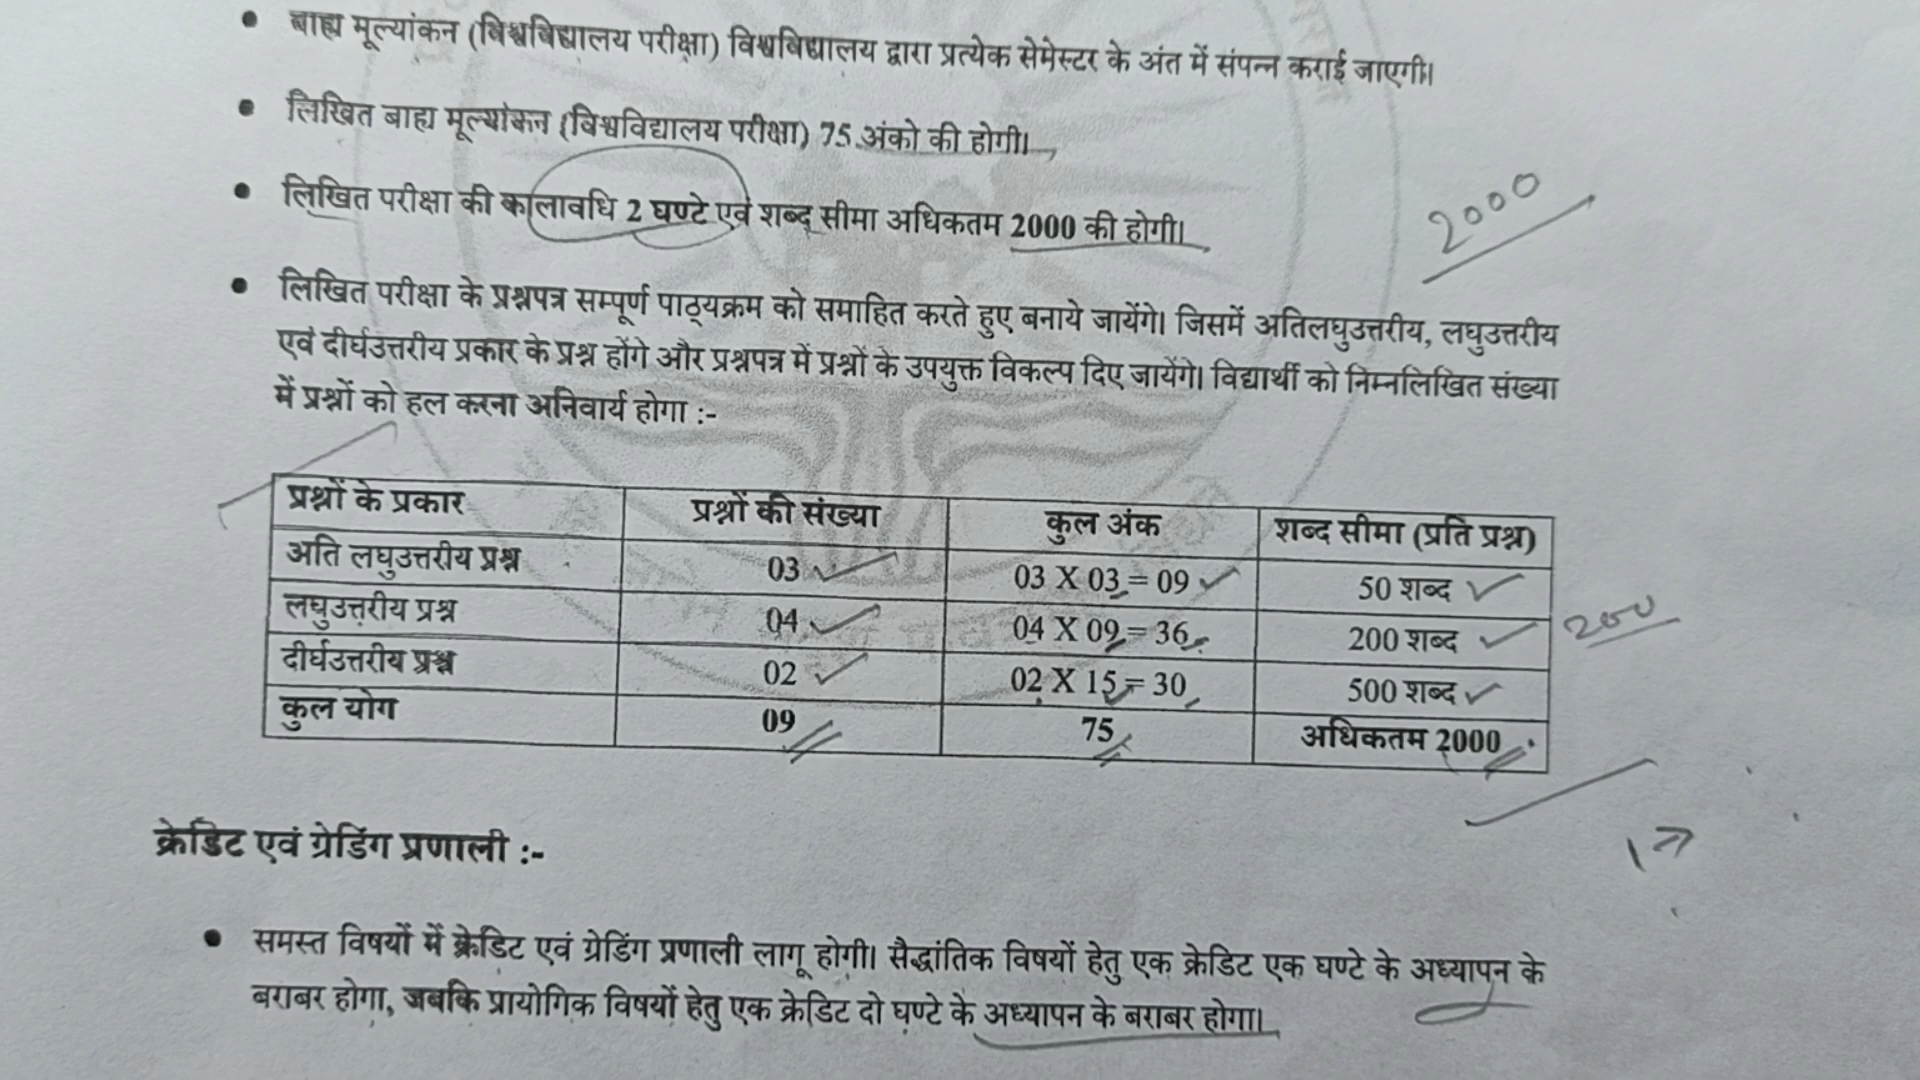 • बाह्य मूल्यांकन (विश्वविद्यालय परीक्षा) विश्वविद्यालय द्वारा प्रत्येक सेमेस्टर के अंत में संपन्न कराई जाएगी।
• लिखित बाह्य मूल्यांकन (विश्वविद्यालय परीक्षा) 75 अंको की होगी।
• लिखित परीक्षा की कालावधि 2 घण्टे एवं शब्द सीमा अधिकतम 2000 की होगी।
2000
• लिखित परीक्षा के प्रश्नपत्र सम्पूर्ण पाठ्यक्रम को समाहित करते हुए बनाये जायेंगे। जिसमें अतिलघुउत्तरीय, लघुउत्तरीय
एवं दीर्घउत्तरीय प्रकार के प्रश्न होंगे और प्रश्नपत्र में प्रश्नों के उपयुक्त विकल्प दिए जायेंगे। विद्यार्थी को निम्नलिखित संख्या
में प्रश्नों को हल करना अनिवार्य होगा :-
प्रश्नों के प्रकार प्रश्नों की संख्या कुल अंक शब्द सीमा (प्रति प्रश्न)
अति लघुउत्तरीय प्रश्न 03 03 X 03 = 09 50 शब्द
लघुउत्तरीय प्रश्न 04 04 X 09 = 36 200 शब्द 200
दीर्घउत्तरीय प्रश्न 02 02 X 15 = 30 500 शब्द
कुल योग 09 75 अधिकतम 2000
क्रेडिट एवं ग्रेडिंग प्रणाली :-
• समस्त विषयों में क्रेडिट एवं ग्रेडिंग प्रणाली लागू होगी। सैद्धांतिक विषयों हेतु एक क्रेडिट एक घण्टे के अध्यापन के
बराबर होगा, जबकि प्रायोगिक विषयों हेतु एक क्रेडिट दो घण्टे के अध्यापन के बराबर होगा।